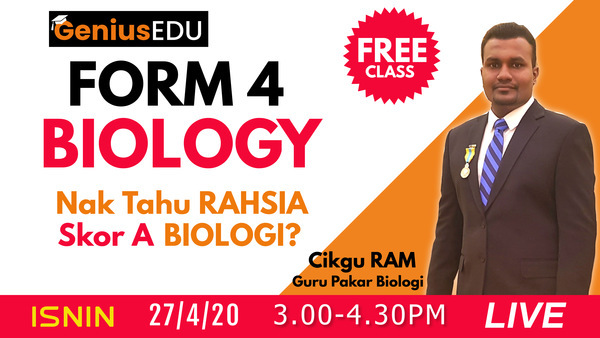 GeniusEDU
FREE
CLASS
FORM 4
BIOLOGY
Nak Tahu RAHSIA
Skor A BIOLOGI?
Cikgu RAM
Guru Pakar Biologi
ISNIN 27/4/20 3.00-4.30PM LIVE